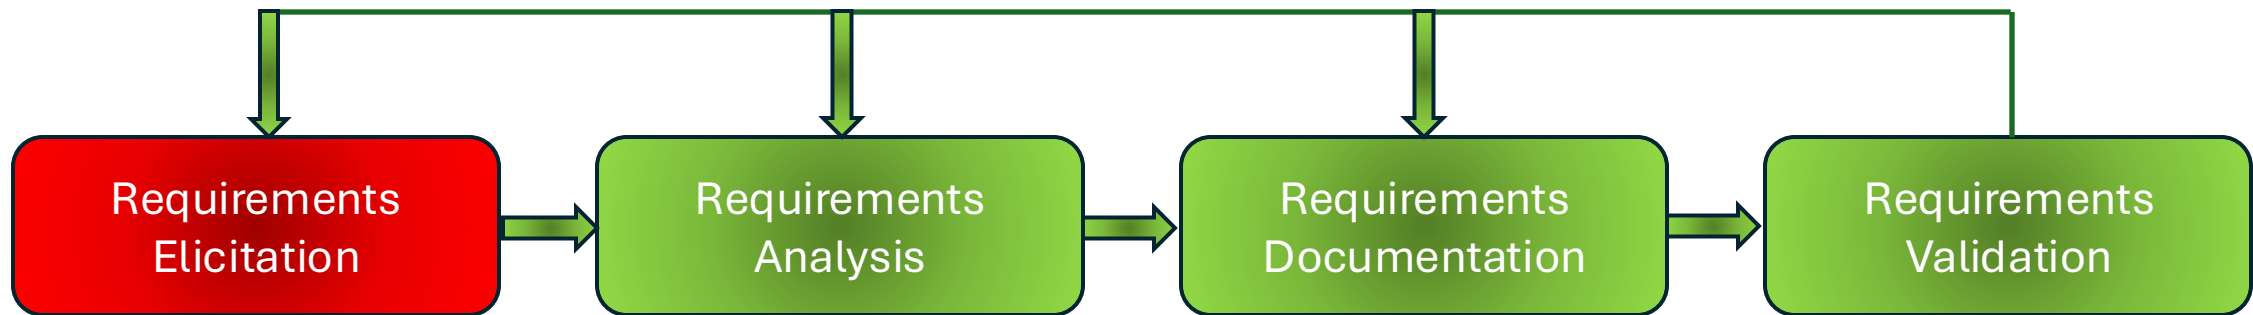 Requirements
Elicitation
Requirements
Analysis
Requirements
Documentation
Requirements
Validation